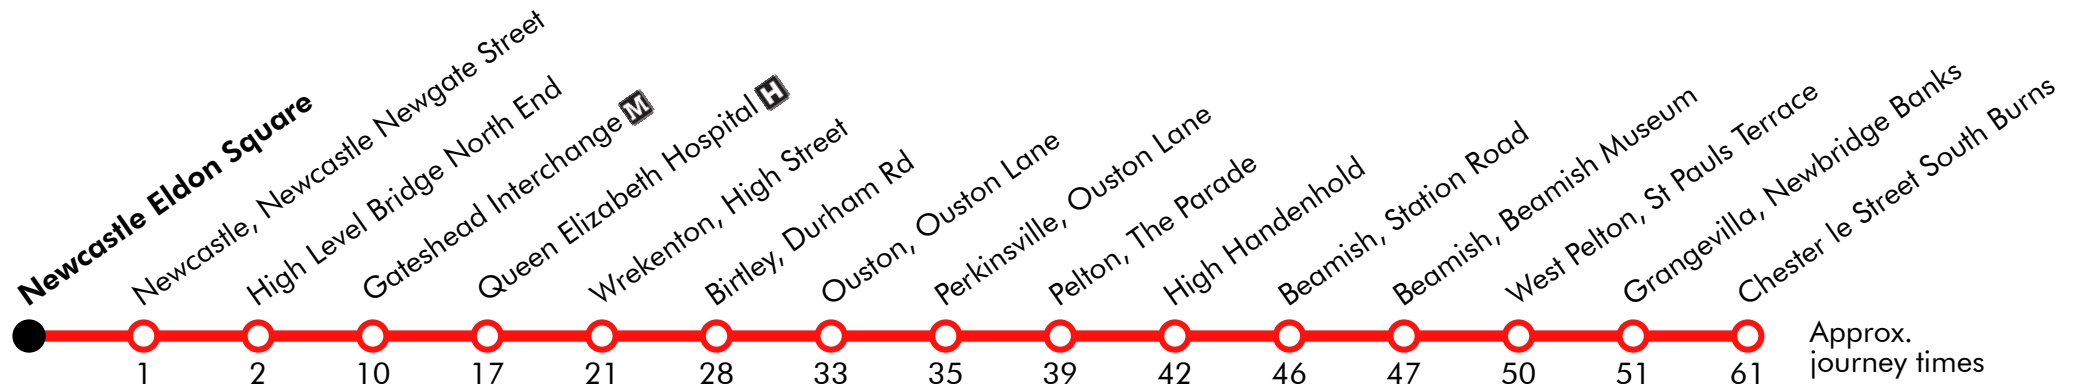 Newcastle Eldon Square
Newcastle, Newcastle Newgate Street
High Level Bridge North End
Gateshead Interchange M
Queen Elizabeth Hospital H
Wrekenton, High Street
Birtley, Durham Rd
Ouston, Ouston Lane
Perkinsville, Ouston Lane
Pelton, The Parade
High Handenhold
Beamish, Station Road
Beamish, Beamish Museum
West Pelton, St Pauls Terrace
Grangevilla, Newbridge Banks
Chester le Street South Burns
1 2 10 17 21 28 33 35 39 42 46 47 50 51 61
Approx.
journey times